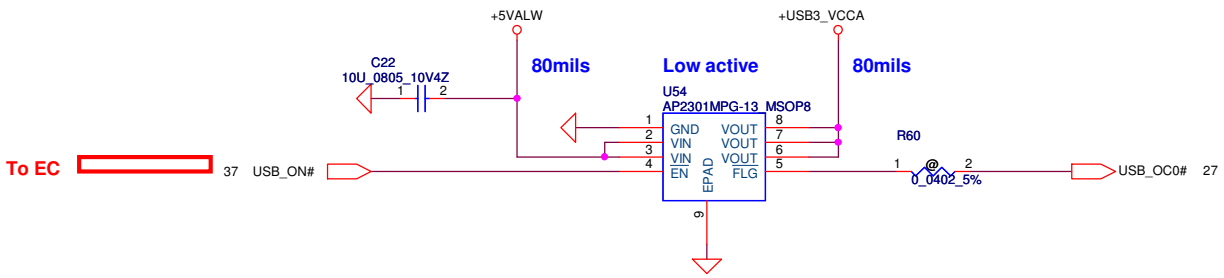 +5VALW
+USB3_VCCA
C22
10U_0805_10V4Z
1 2
80mils
Low active
80mils
U54
AP2301MPG-13_MSOP8
1 GND VOUT 8
2 VIN VOUT 7
3 VIN VOUT 6
4 EN FLG 5
EPAD
9
R60
1 @ 2
0_0402_5%
To EC
37 USB_ON#
USB_OC0# 27